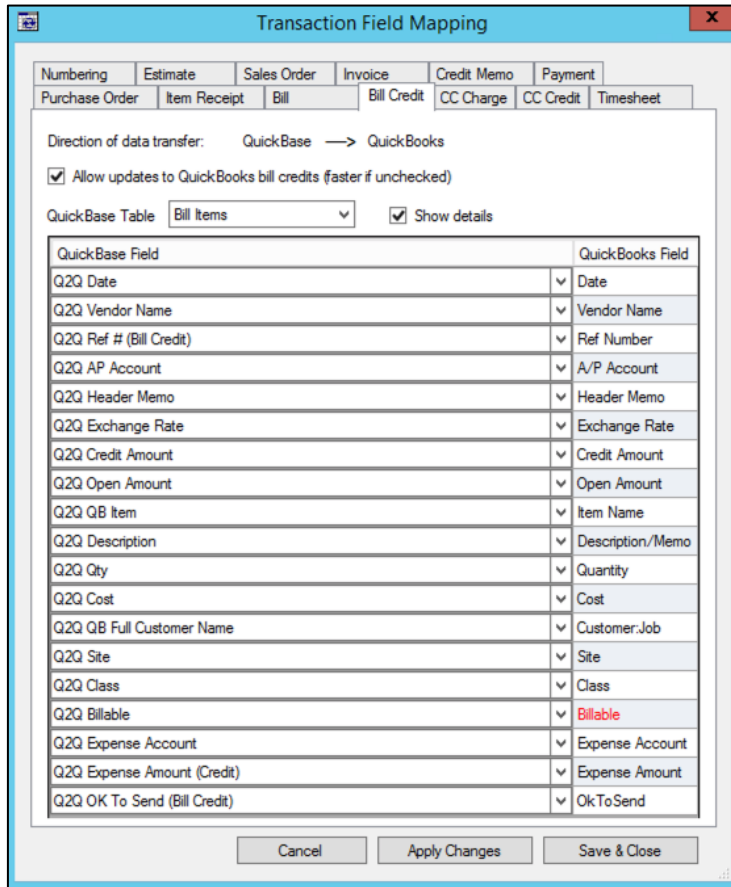 Transaction Field Mapping
x
Numbering Estimate Sales Order Invoice Credit Memo Payment
Purchase Order Item Receipt Bill Bill Credit CC Charge CC Credit Timesheet
Direction of data transfer: QuickBase —> QuickBooks
Allow updates to QuickBooks bill credits (faster if unchecked)
QuickBase Table Bill Items Show details
QuickBase Field QuickBooks Field
Q2Q Date Date
Q2Q Vendor Name Vendor Name
Q2Q Ref # (Bill Credit) Ref Number
Q2Q AP Account A/P Account
Q2Q Header Memo Header Memo
Q2Q Exchange Rate Exchange Rate
Q2Q Credit Amount Credit Amount
Q2Q Open Amount Open Amount
Q2Q QB Item Item Name
Q2Q Description Description/Memo
Q2Q Qty Quantity
Q2Q Cost Cost
Q2Q QB Full Customer Name Customer:Job
Q2Q Site Site
Q2Q Class Class
Q2Q Billable Billable
Q2Q Expense Account Expense Account
Q2Q Expense Amount (Credit) Expense Amount
Q2Q OK To Send (Bill Credit) OkToSend
Cancel Apply Changes Save & Close